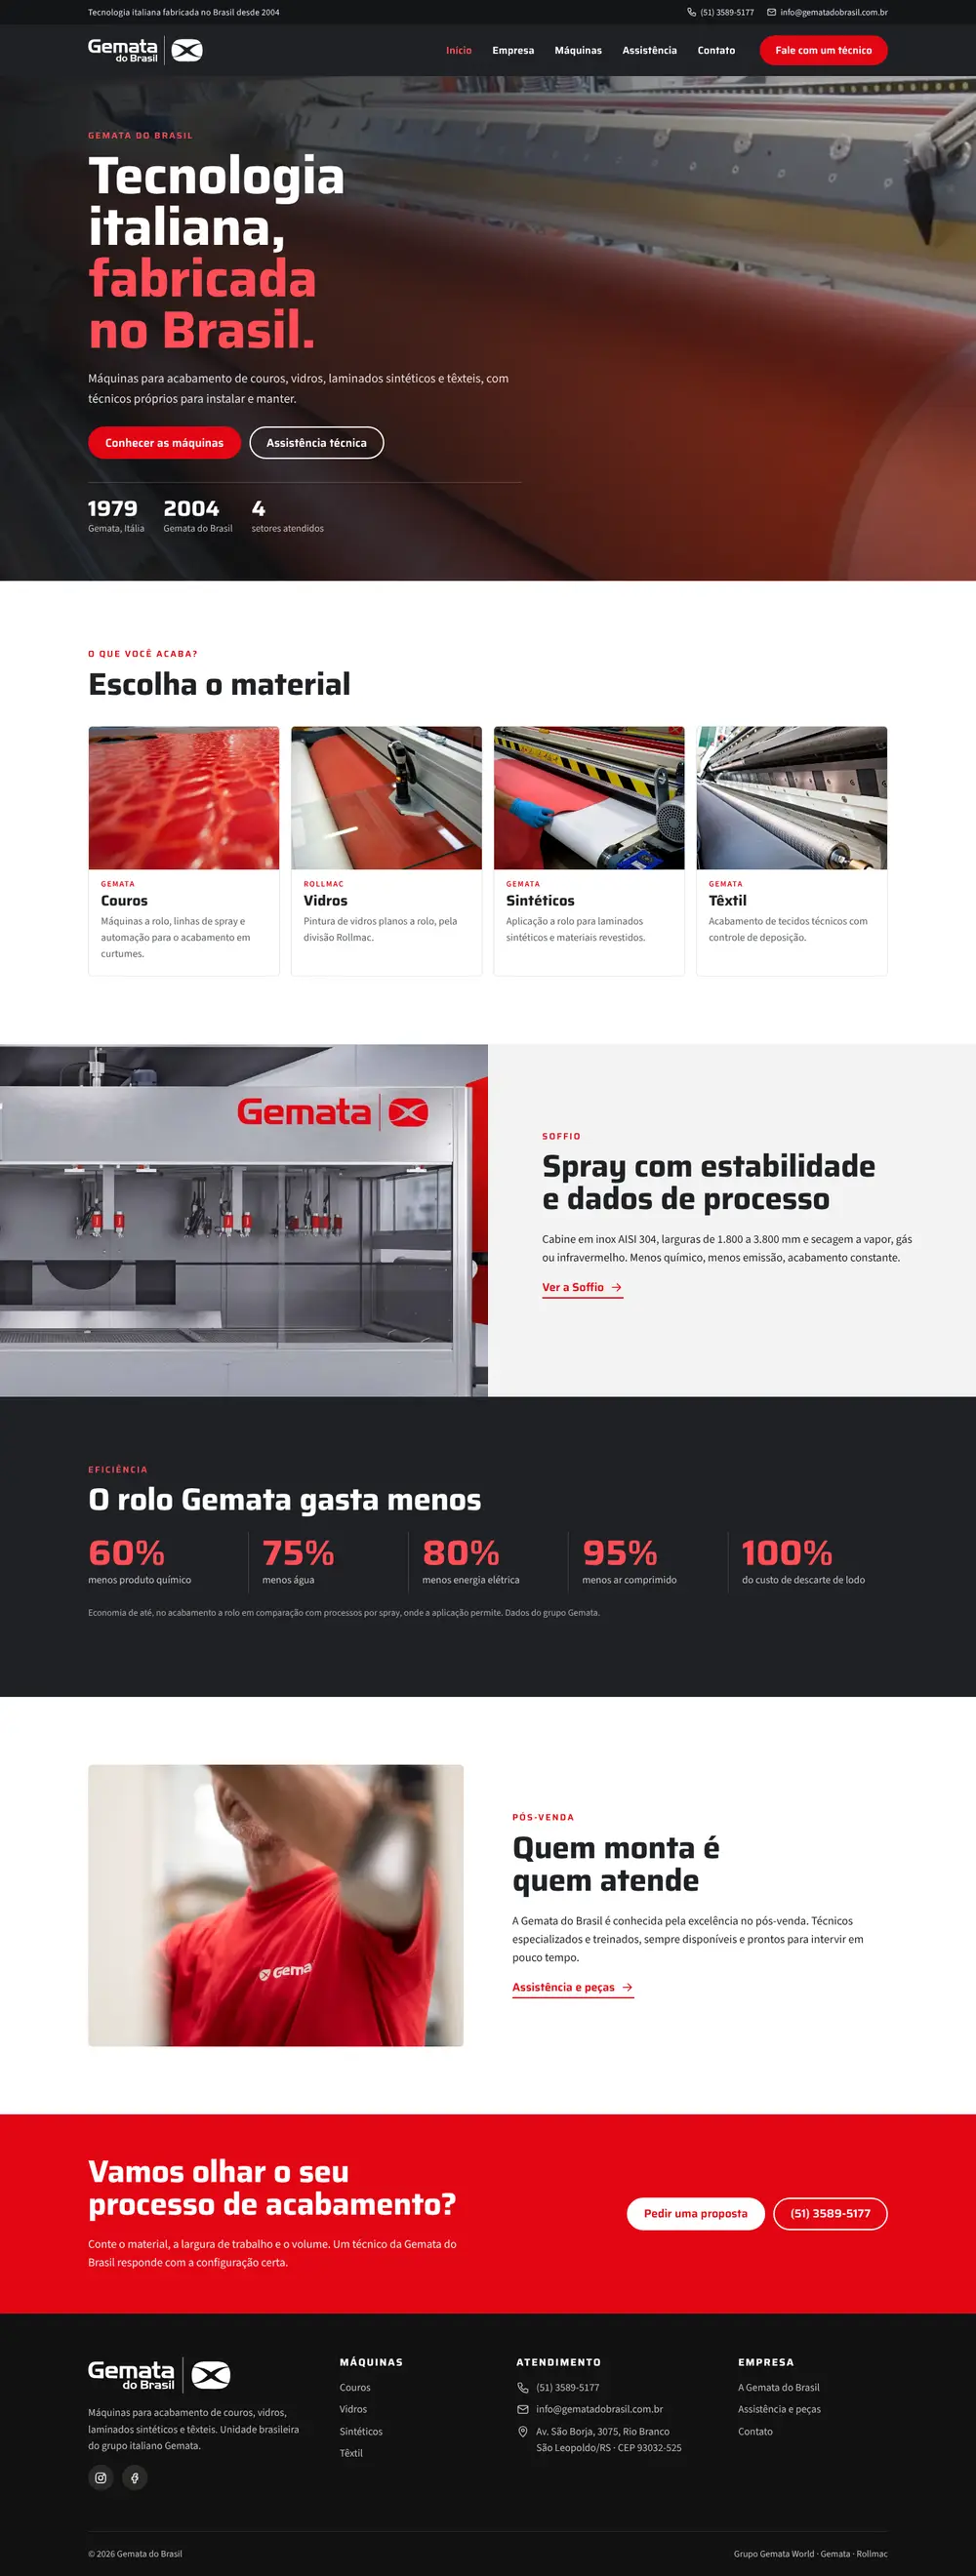 Tecnologia italiana fabricada no Brasil desde 2004
(51) 3589-5177
info@gematadobrasil.com.br
Gemata
do Brasil
Início
Empresa
Máquinas
Assistência
Contato
Fale com um técnico
GEMATA DO BRASIL
Tecnologia
italiana,
fabricada
no Brasil.
Máquinas para acabamento de couros, vidros, laminados sintéticos e têxteis, com
técnicos próprios para instalar e manter.
Conhecer as máquinas
Assistência técnica
1979
Gemata, Itália
2004
Gemata do Brasil
4
setores atendidos
O QUE VOCÊ ACABA?
Escolha o material
GEMATA
Couros
Máquinas a rolo, linhas de spray e
automação para o acabamento em
curtumes.
ROLLMAC
Vidros
Pintura de vidros planos a rolo, pela
divisão Rollmac.
GEMATA
Sintéticos
Aplicação a rolo para laminados
sintéticos e materiais revestidos.
GEMATA
Têxtil
Acabamento de tecidos técnicos com
controle de deposição.
Gemata
SOFFIO
Spray com estabilidade
e dados de processo
Cabine em inox AISI 304, larguras de 1.800 a 3.800 mm e secagem a vapor, gás
ou infravermelho. Menos químico, menos emissão, acabamento constante.
Ver a Soffio
EFICIÊNCIA
O rolo Gemata gasta menos
60%
menos produto químico
75%
menos água
80%
menos energia elétrica
95%
menos ar comprimido
100%
do custo de descarte de lodo
Economia de até, no acabamento a rolo em comparação com processos por spray, onde a aplicação permite. Dados do grupo Gemata.
Gema
PÓS-VENDA
Quem monta é
quem atende
A Gemata do Brasil é conhecida pela excelência no pós-venda. Técnicos
especializados e treinados, sempre disponíveis e prontos para intervir em
pouco tempo.
Assistência e peças
Vamos olhar o seu
processo de acabamento?
Conte o material, a largura de trabalho e o volume. Um técnico da Gemata do
Brasil responde com a configuração certa.
Pedir uma proposta
(51) 3589-5177
Gemata
do Brasil
Máquinas para acabamento de couros, vidros,
laminados sintéticos e têxteis. Unidade brasileira
do grupo italiano Gemata.
MÁQUINAS
Couros
Vidros
Sintéticos
Têxtil
ATENDIMENTO
(51) 3589-5177
info@gematadobrasil.com.br
Av. São Borja, 3075, Rio Branco
São Leopoldo/RS · CEP 93032-525
EMPRESA
A Gemata do Brasil
Assistência e peças
Contato
© 2026 Gemata do Brasil
Grupo Gemata World · Gemata · Rollmac